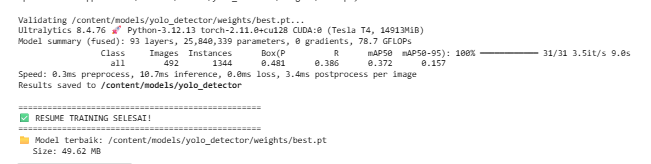 Validating /content/models/yolo_detector/weights/best.pt...
Ultralytics 8.4.76 🚀 Python-3.12.13 torch-2.11.0+cu128 CUDA:0 (Tesla T4, 14913MiB)
Model summary (fused): 93 layers, 25,840,339 parameters, 0 gradients, 78.7 GFLOPs
Class Images Instances Box(P R mAP50 mAP50-95): 100% ━━━━━━━━━━━━ 31/31 3.5it/s 9.0s
all 492 1344 0.481 0.386 0.372 0.157
Speed: 0.3ms preprocess, 10.7ms inference, 0.0ms loss, 3.4ms postprocess per image
Results saved to /content/models/yolo_detector
==================================================
✅ RESUME TRAINING SELESAI!
==================================================
📁 Model terbaik: /content/models/yolo_detector/weights/best.pt
Size: 49.62 MB